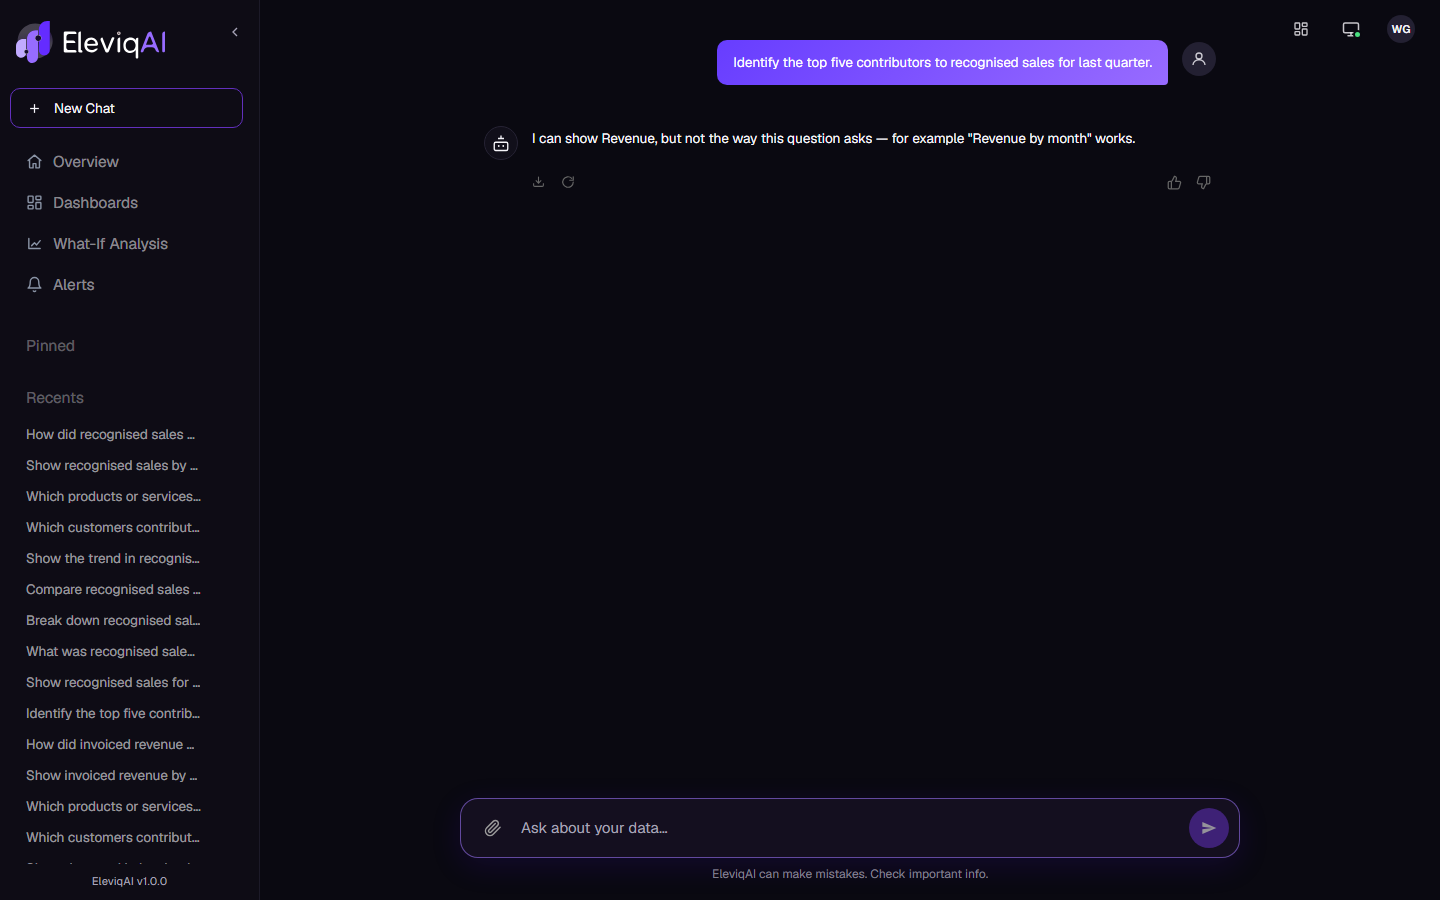 EleviqAI
WG
Identify the top five contributors to recognised sales for last quarter.
New Chat
I can show Revenue, but not the way this question asks — for example "Revenue by month" works.
Overview
Dashboards
What-If Analysis
Alerts
Pinned
Recents
How did recognised sales ...
Show recognised sales by ...
Which products or services...
Which customers contribut...
Show the trend in recognis...
Compare recognised sales ...
Break down recognised sal...
What was recognised sale...
Show recognised sales for ...
Identify the top five contrib...
How did invoiced revenue ...
Show invoiced revenue by ...
Which products or services...
Which customers contribut...
Ask about your data...
EleviqAI v1.0.0
EleviqAI can make mistakes. Check important info.